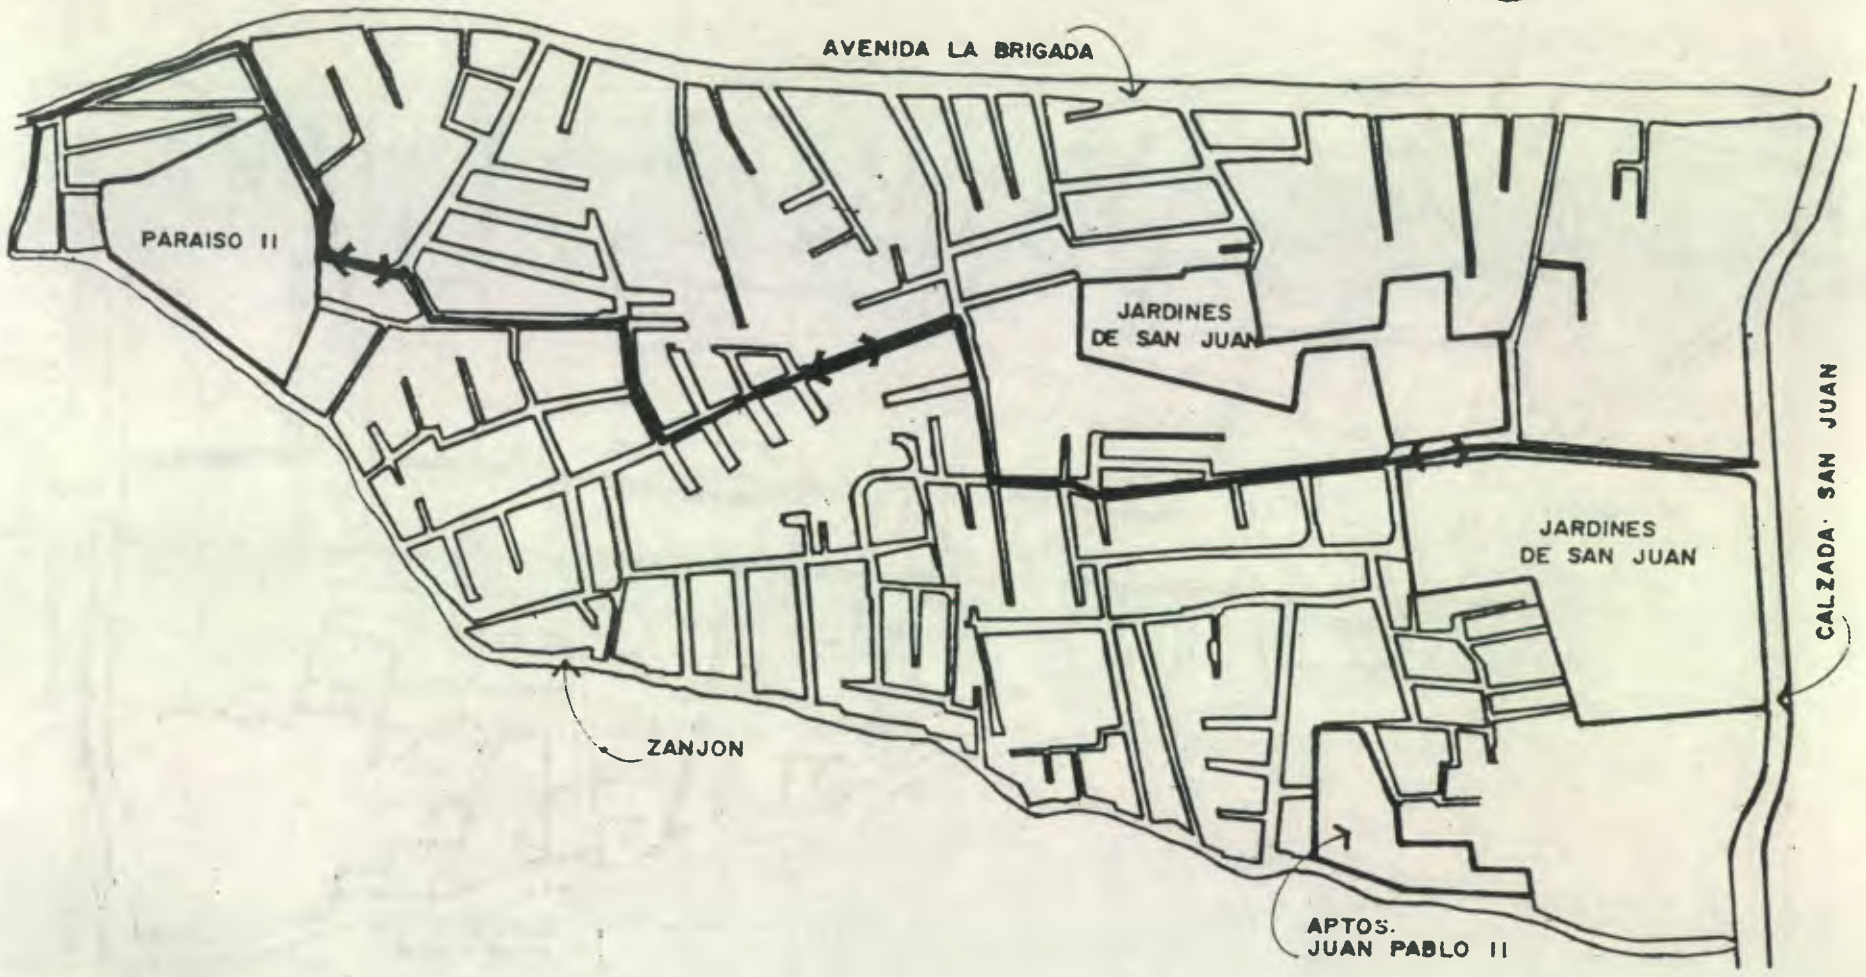 AVENIDA LA BRIGADA
PARAISO II
JARDINES
DE SAN JUAN
CALZADA SAN JUAN
JARDINES
DE SAN JUAN
ZANJON
APTOS.
JUAN PABLO II